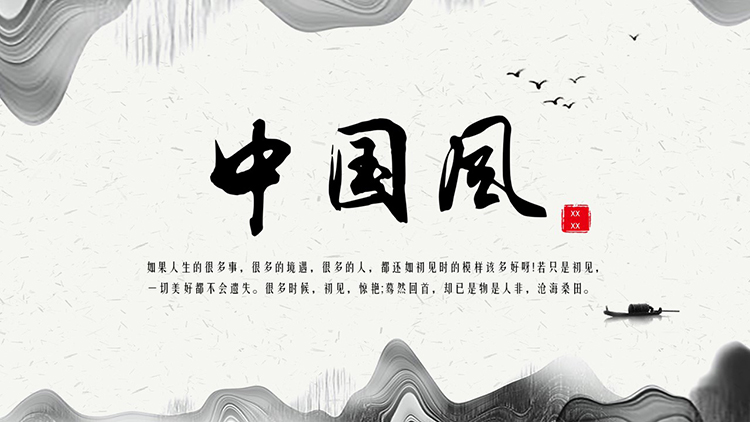 中国风
XX
XX
如果人生的很多事，很多的境遇，很多的人，都还如初见时的模样该多好呀!若只是初见，
一切美好都不会遗失。很多时候，初见，惊艳;蓦然回首，却已是物是人非，沧海桑田。